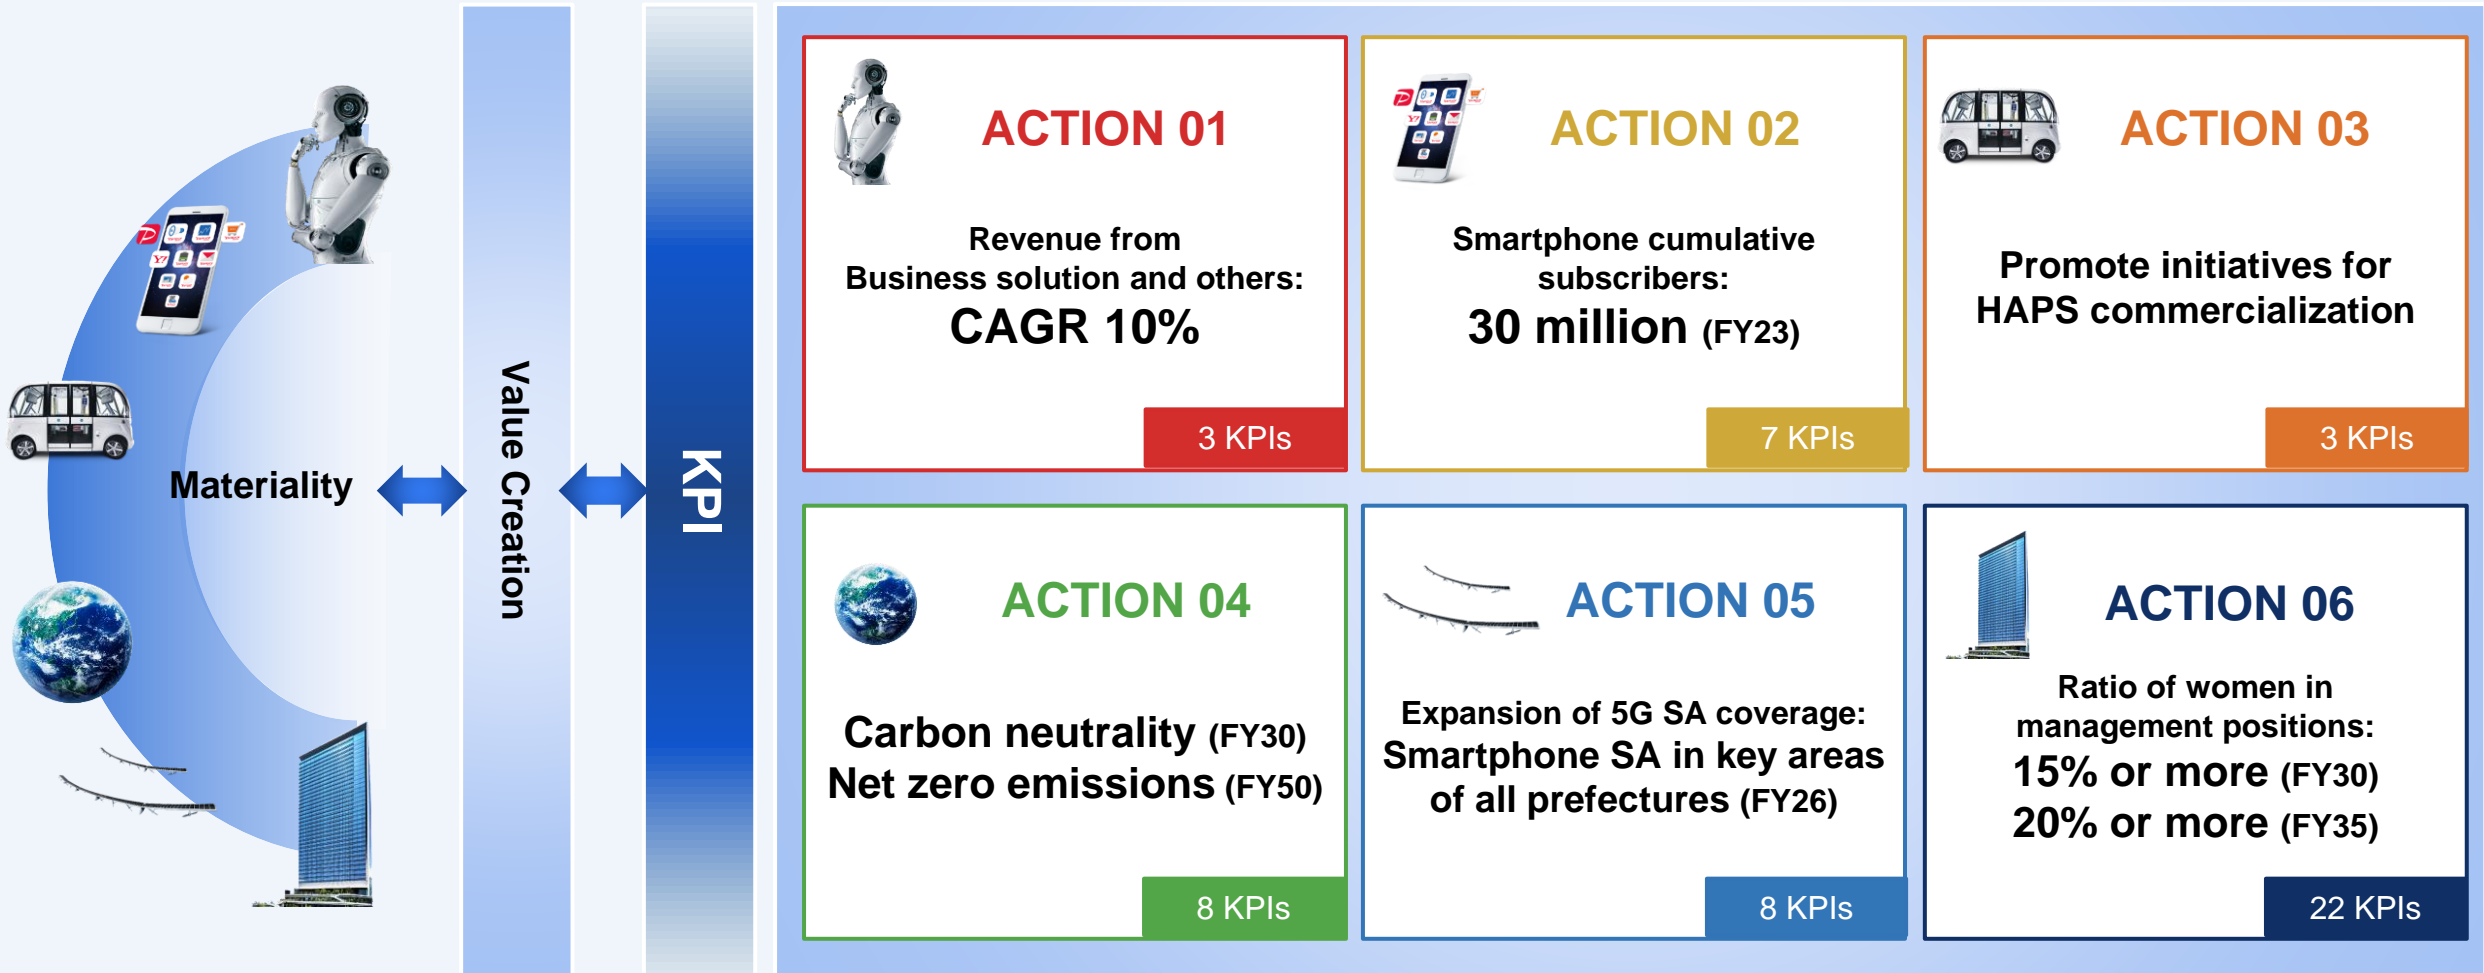 Materiality
Value Creation
KPI
ACTION 01
Revenue from
Business solution and others:
CAGR 10%
3 KPIs
ACTION 02
Smartphone cumulative
subscribers:
30 million (FY23)
7 KPIs
ACTION 03
Promote initiatives for
HAPS commercialization
3 KPIs
ACTION 04
Carbon neutrality (FY30)
Net zero emissions (FY50)
8 KPIs
ACTION 05
Expansion of 5G SA coverage:
Smartphone SA in key areas
of all prefectures (FY26)
8 KPIs
ACTION 06
Ratio of women in
management positions:
15% or more (FY30)
20% or more (FY35)
22 KPIs